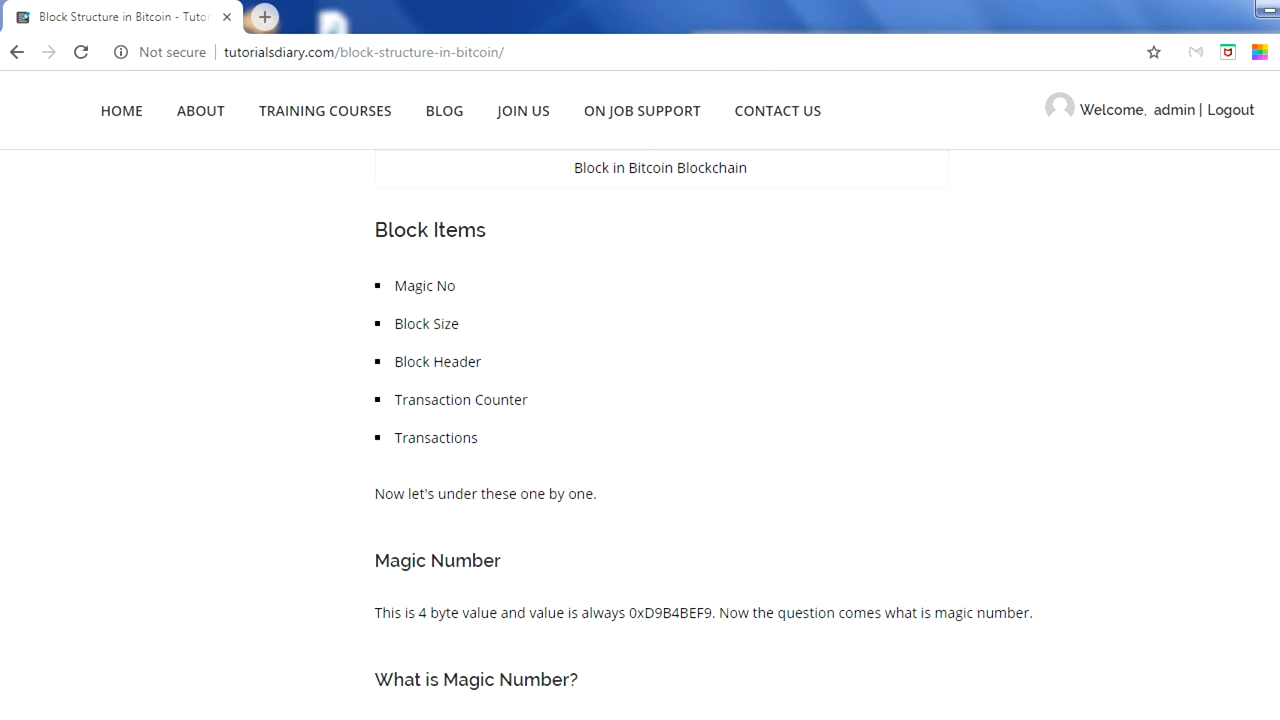 Block Structure in Bitcoin - Tutor
Not secure tutorialsdiary.com/block-structure-in-bitcoin/
HOME ABOUT TRAINING COURSES BLOG JOIN US ON JOB SUPPORT CONTACT US Welcome, admin | Logout
Block in Bitcoin Blockchain
Block Items
Magic No
Block Size
Block Header
Transaction Counter
Transactions
Now let's under these one by one.
Magic Number
This is 4 byte value and value is always 0xD9B4BEF9. Now the question comes what is magic number.
What is Magic Number?